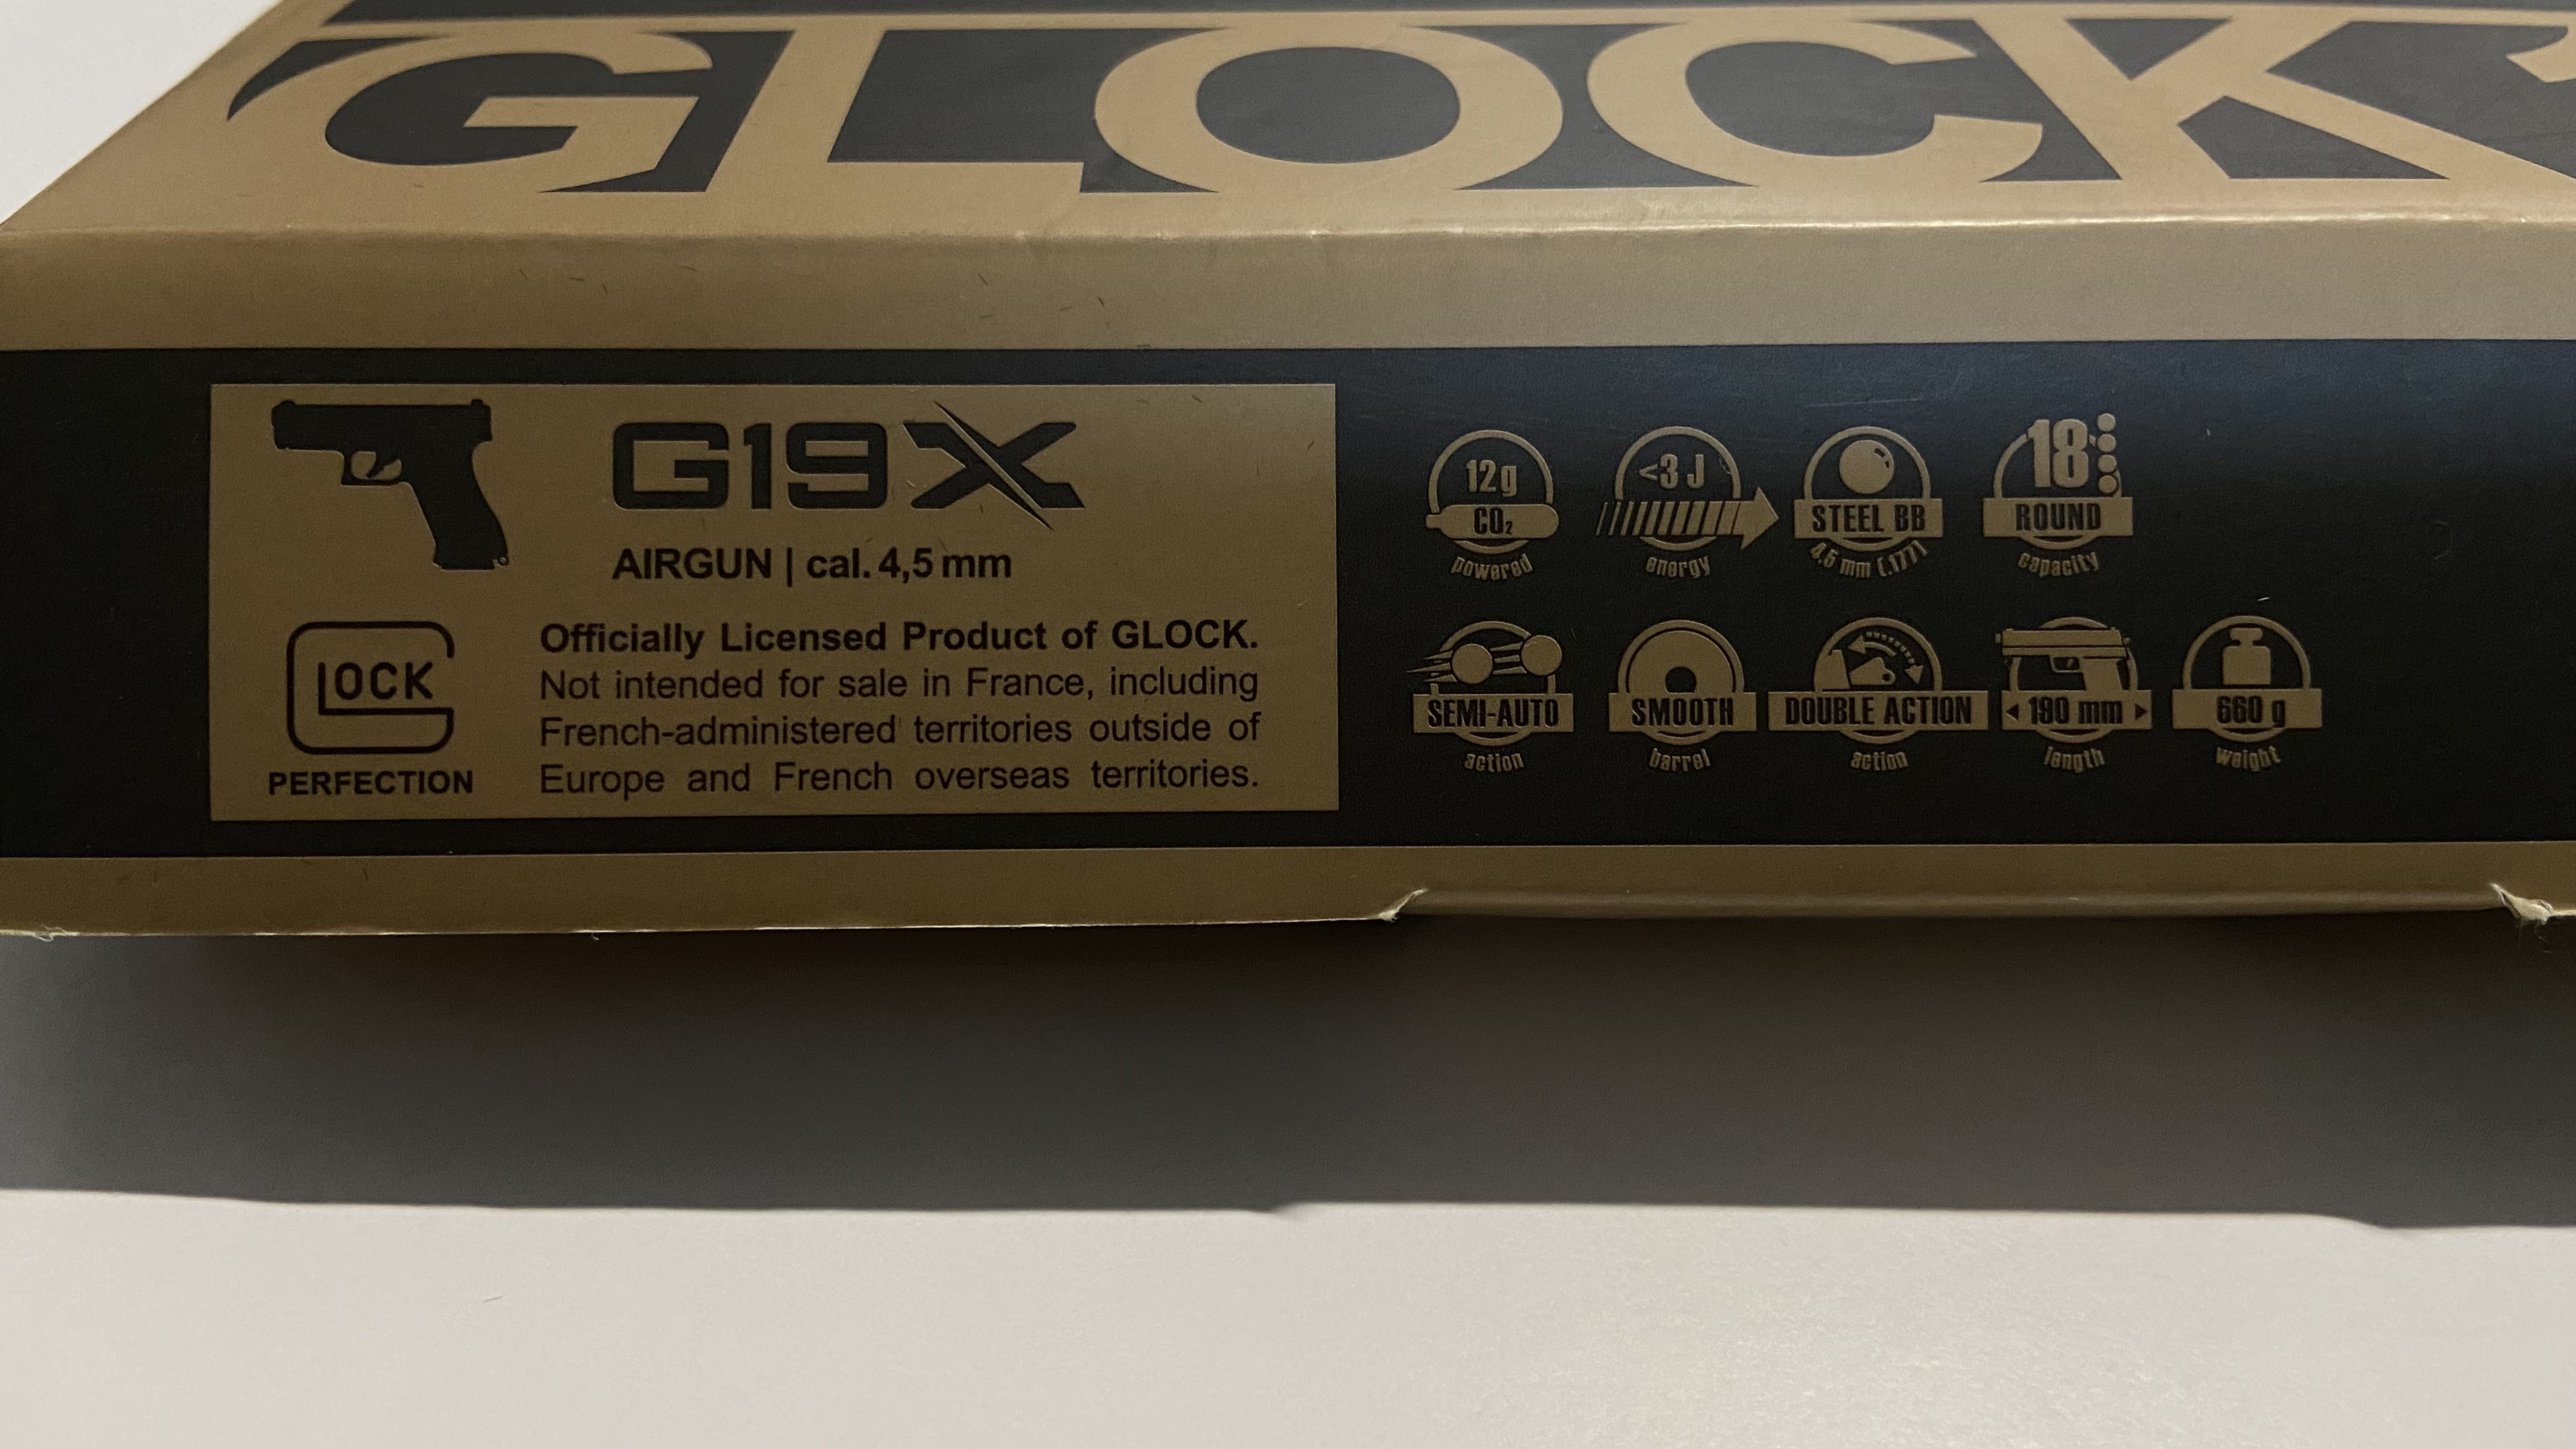 GLOCK
G19X
AIRGUN | cal. 4,5 mm
GLOCK
PERFECTION
Officially Licensed Product of GLOCK.
Not intended for sale in France, including
French-administered territories outside of
Europe and French overseas territories.
12g
CO₂
powered
<3 J
energy
STEEL BB
4.5 mm (.177)
18
ROUND
capacity
SEMI-AUTO
action
SMOOTH
barrel
DOUBLE ACTION
action
190 mm
length
660 g
weight